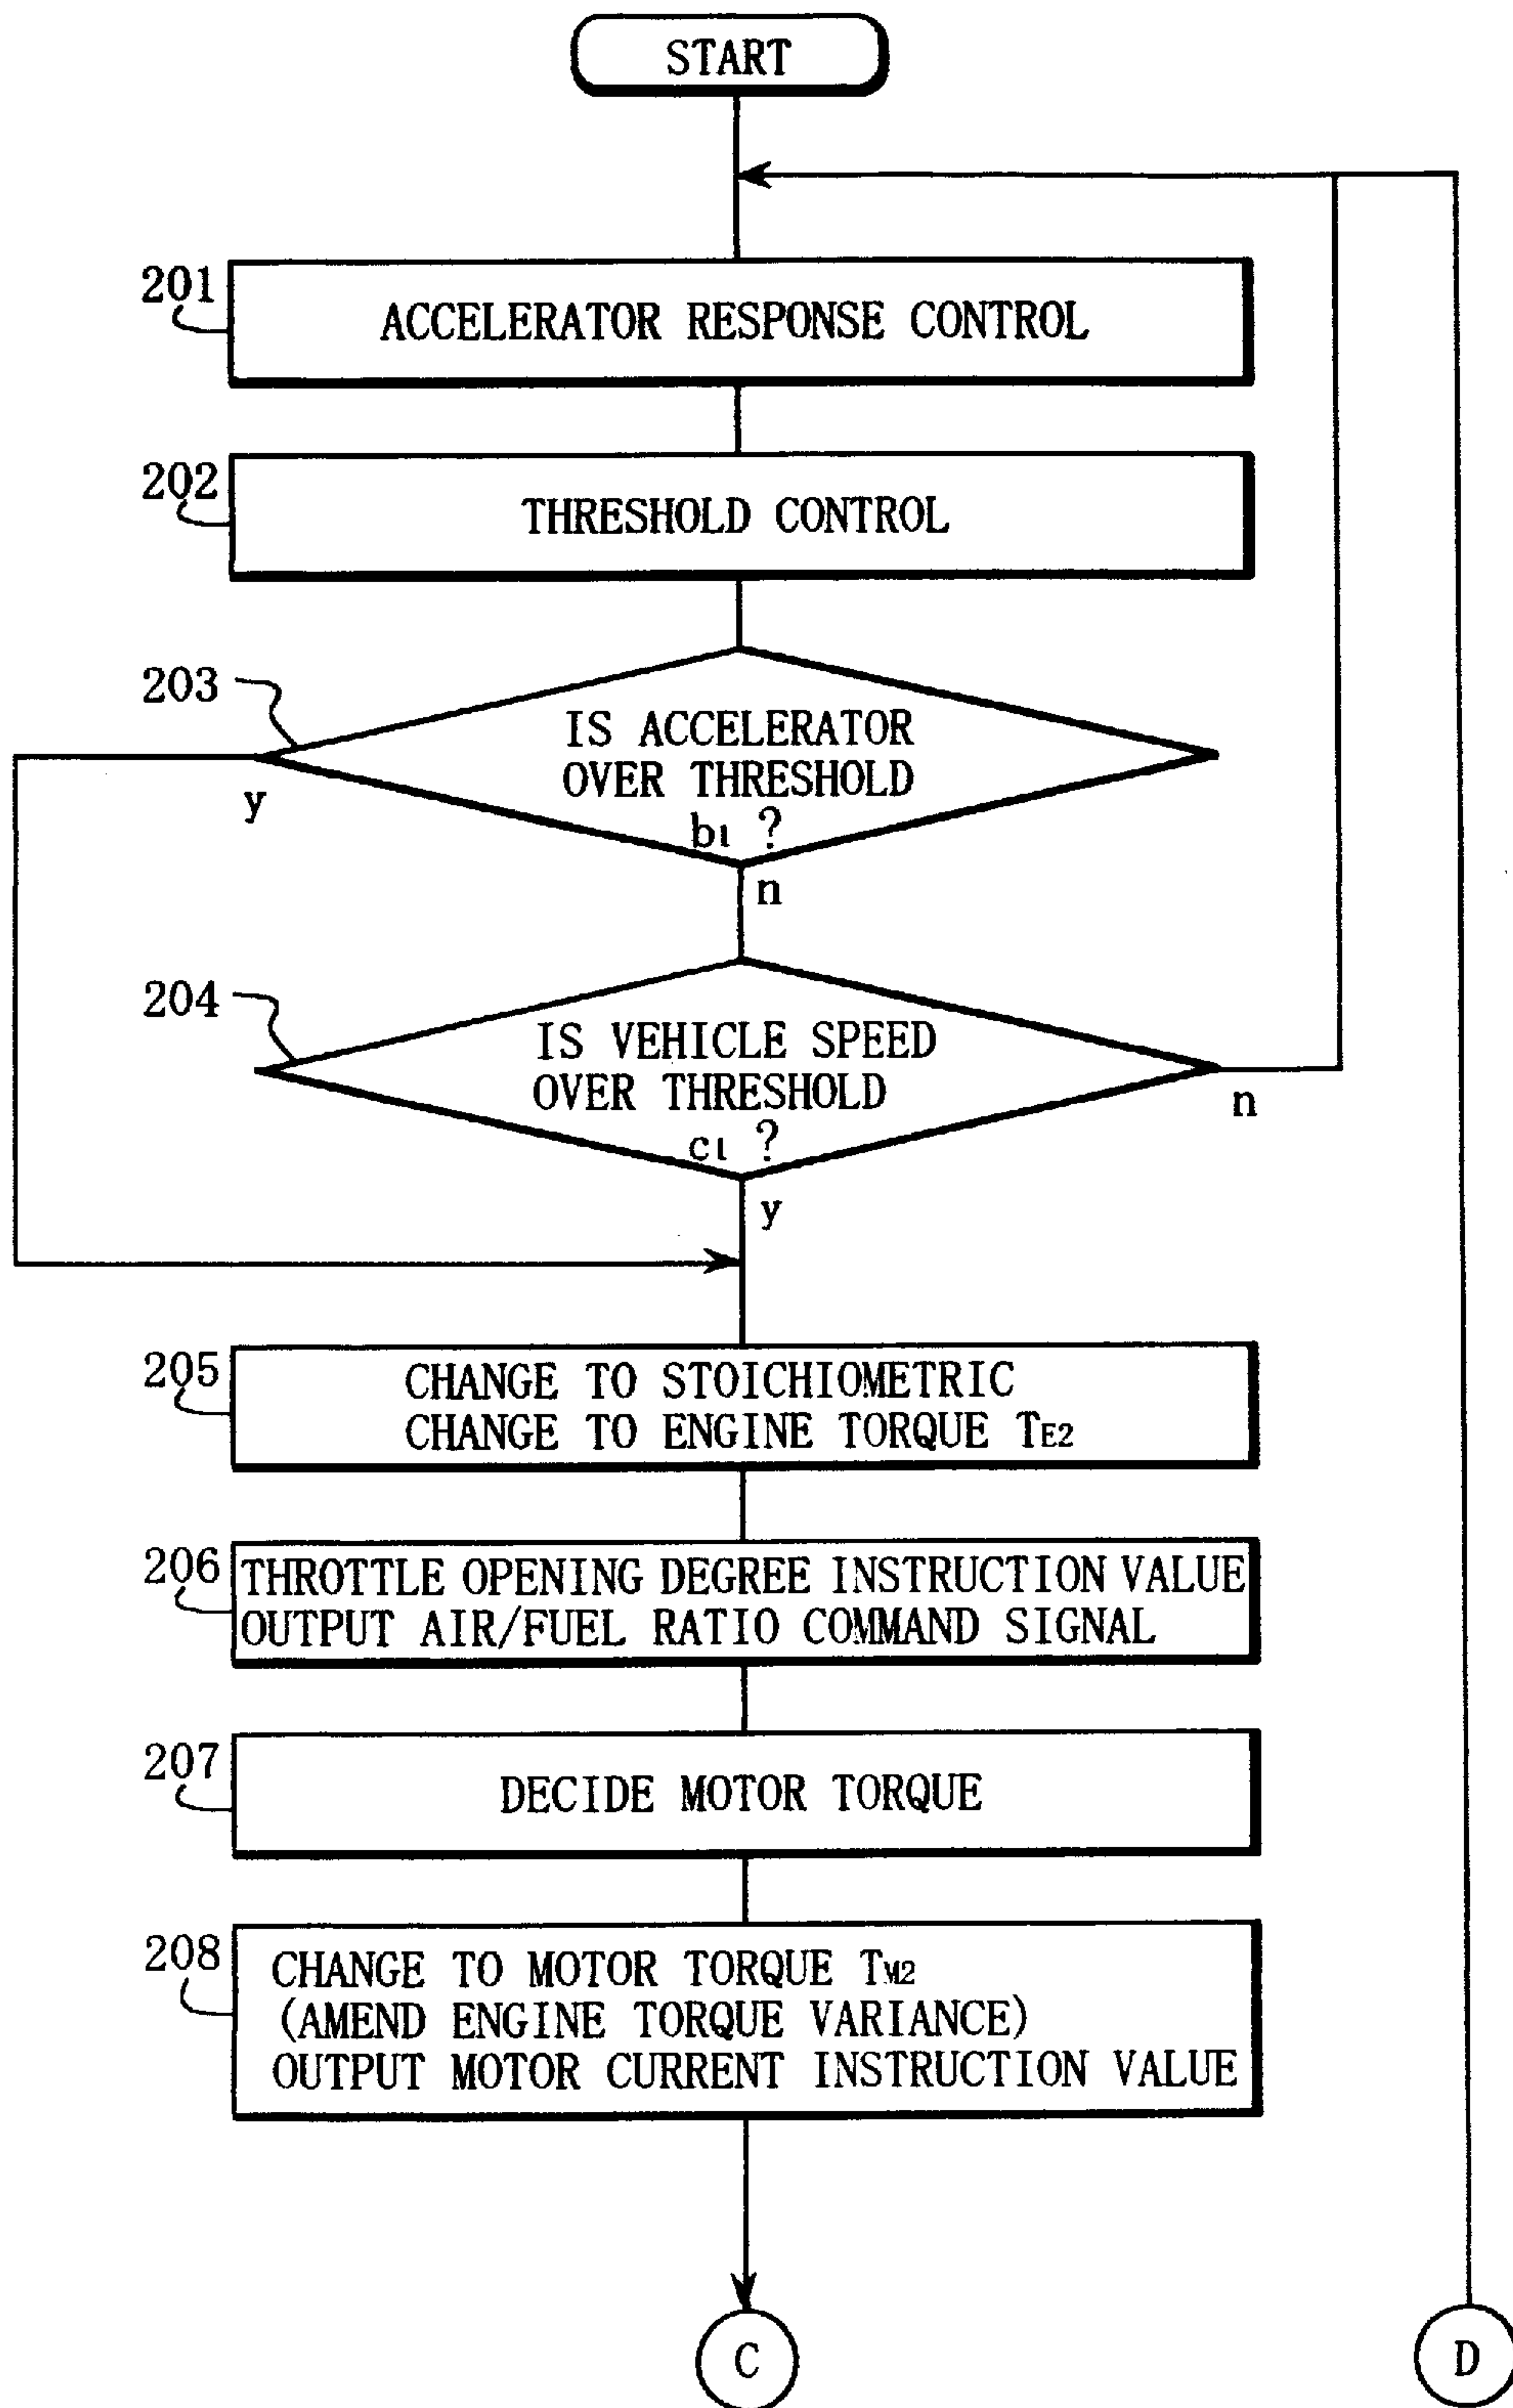 START
201
ACCELERATOR RESPONSE CONTROL
202
THRESHOLD CONTROL
203
IS ACCELERATOR
OVER THRESHOLD
b1 ?
y
n
204
IS VEHICLE SPEED
OVER THRESHOLD
c1 ?
n
y
205
CHANGE TO STOICHIOMETRIC
CHANGE TO ENGINE TORQUE TE2
206
THROTTLE OPENING DEGREE INSTRUCTION VALUE
OUTPUT AIR/FUEL RATIO COMMAND SIGNAL
207
DECIDE MOTOR TORQUE
208
CHANGE TO MOTOR TORQUE TM2
(AMEND ENGINE TORQUE VARIANCE)
OUTPUT MOTOR CURRENT INSTRUCTION VALUE
C
D